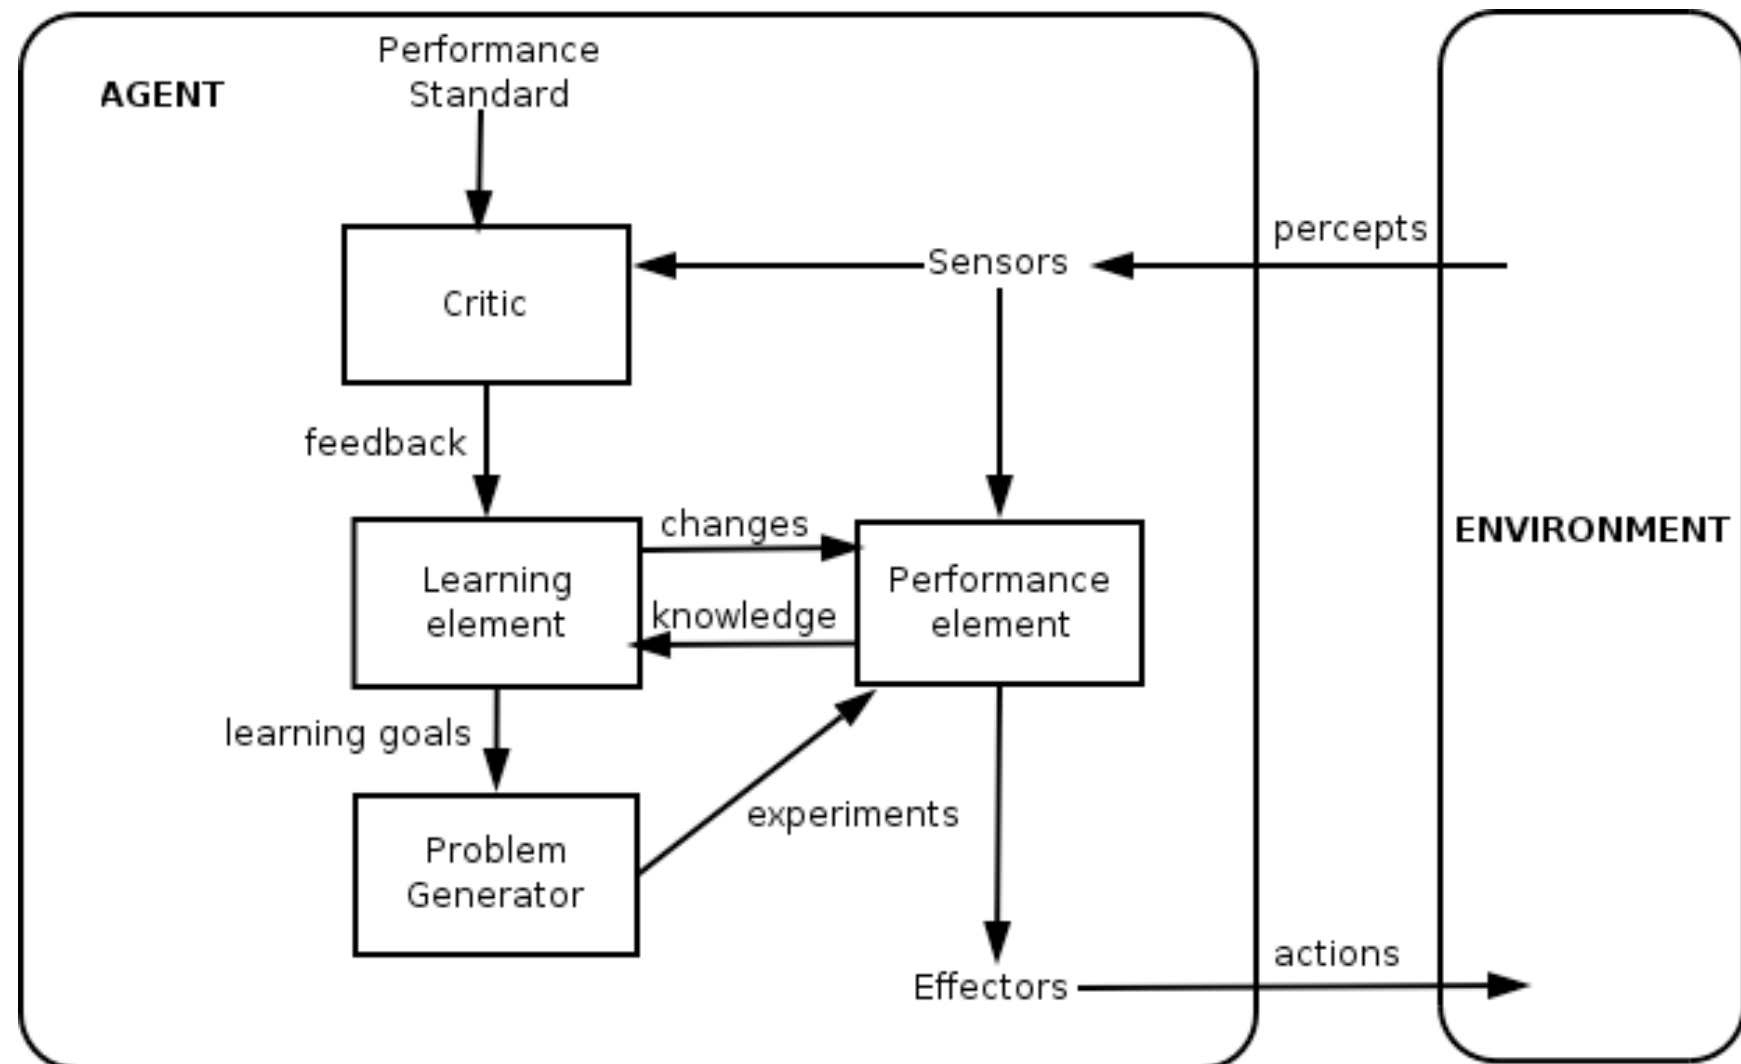 Performance
Standard
AGENT
percepts
Sensors
Critic
feedback
changes
ENVIRONMENT
Learning
element
Performance
element
knowledge
learning goals
experiments
Problem
Generator
actions
Effectors